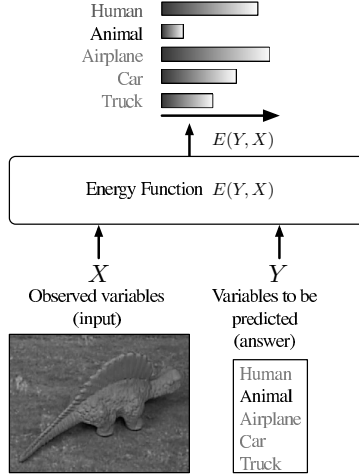 Human
Animal
Airplane
Car
Truck
E(Y, X)
Energy Function E(Y, X)
X
Y
Observed variables
(input)
Variables to be
predicted
(answer)
Human
Animal
Airplane
Car
Truck